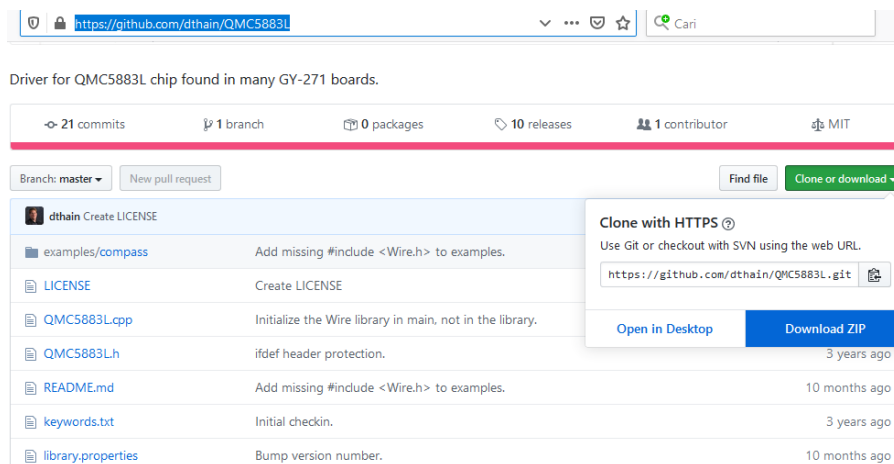 https://github.com/dthain/QMC5883L
Cari
Driver for QMC5883L chip found in many GY-271 boards.
21 commits 1 branch 0 packages 10 releases 1 contributor MIT
Branch: master New pull request Find file Clone or download
dthain Create LICENSE
Clone with HTTPS
Use Git or checkout with SVN using the web URL.
https://github.com/dthain/QMC5883L.git
Open in Desktop Download ZIP
examples/compass Add missing #include <Wire.h> to examples.
LICENSE Create LICENSE
QMC5883L.cpp Initialize the Wire library in main, not in the library.
QMC5883L.h ifdef header protection. 3 years ago
README.md Add missing #include <Wire.h> to examples. 10 months ago
keywords.txt Initial checkin. 3 years ago
library.properties Bump version number. 10 months ago